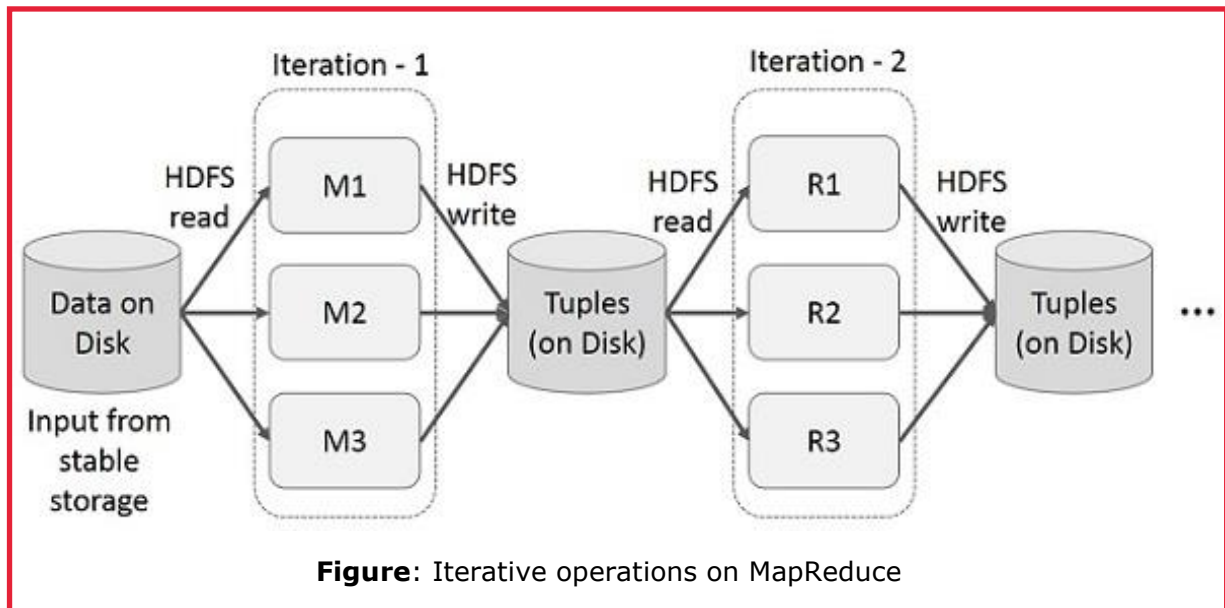 Iteration - 1
Iteration - 2
HDFS
read
M1
M2
M3
HDFS
write
HDFS
read
R1
R2
R3
HDFS
write
Data on
Disk
Input from
stable
storage
Tuples
(on Disk)
Tuples
(on Disk)
...
Figure: Iterative operations on MapReduce